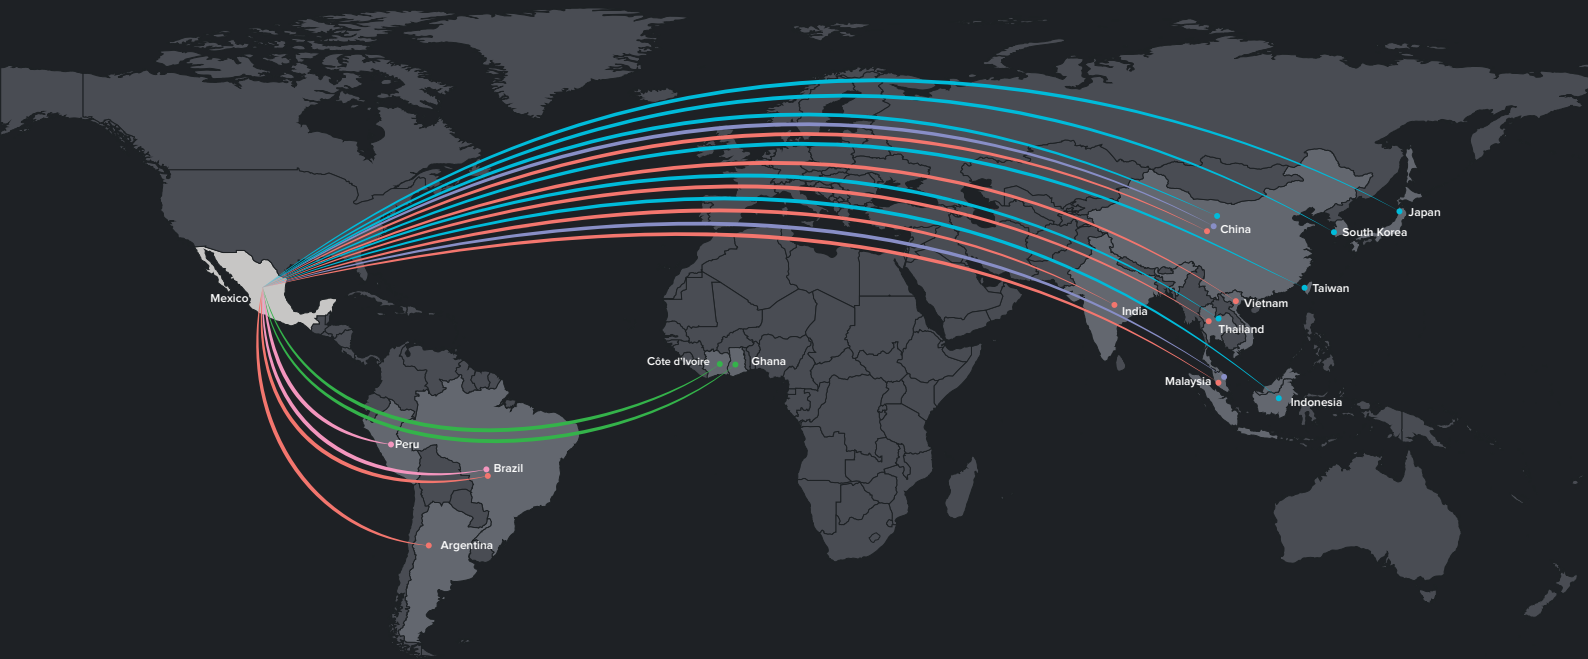 Japan
China
South Korea
Taiwan
Mexico
Vietnam
India
Thailand
Côte d'Ivoire
Ghana
Malaysia
Indonesia
Peru
Brazil
Argentina